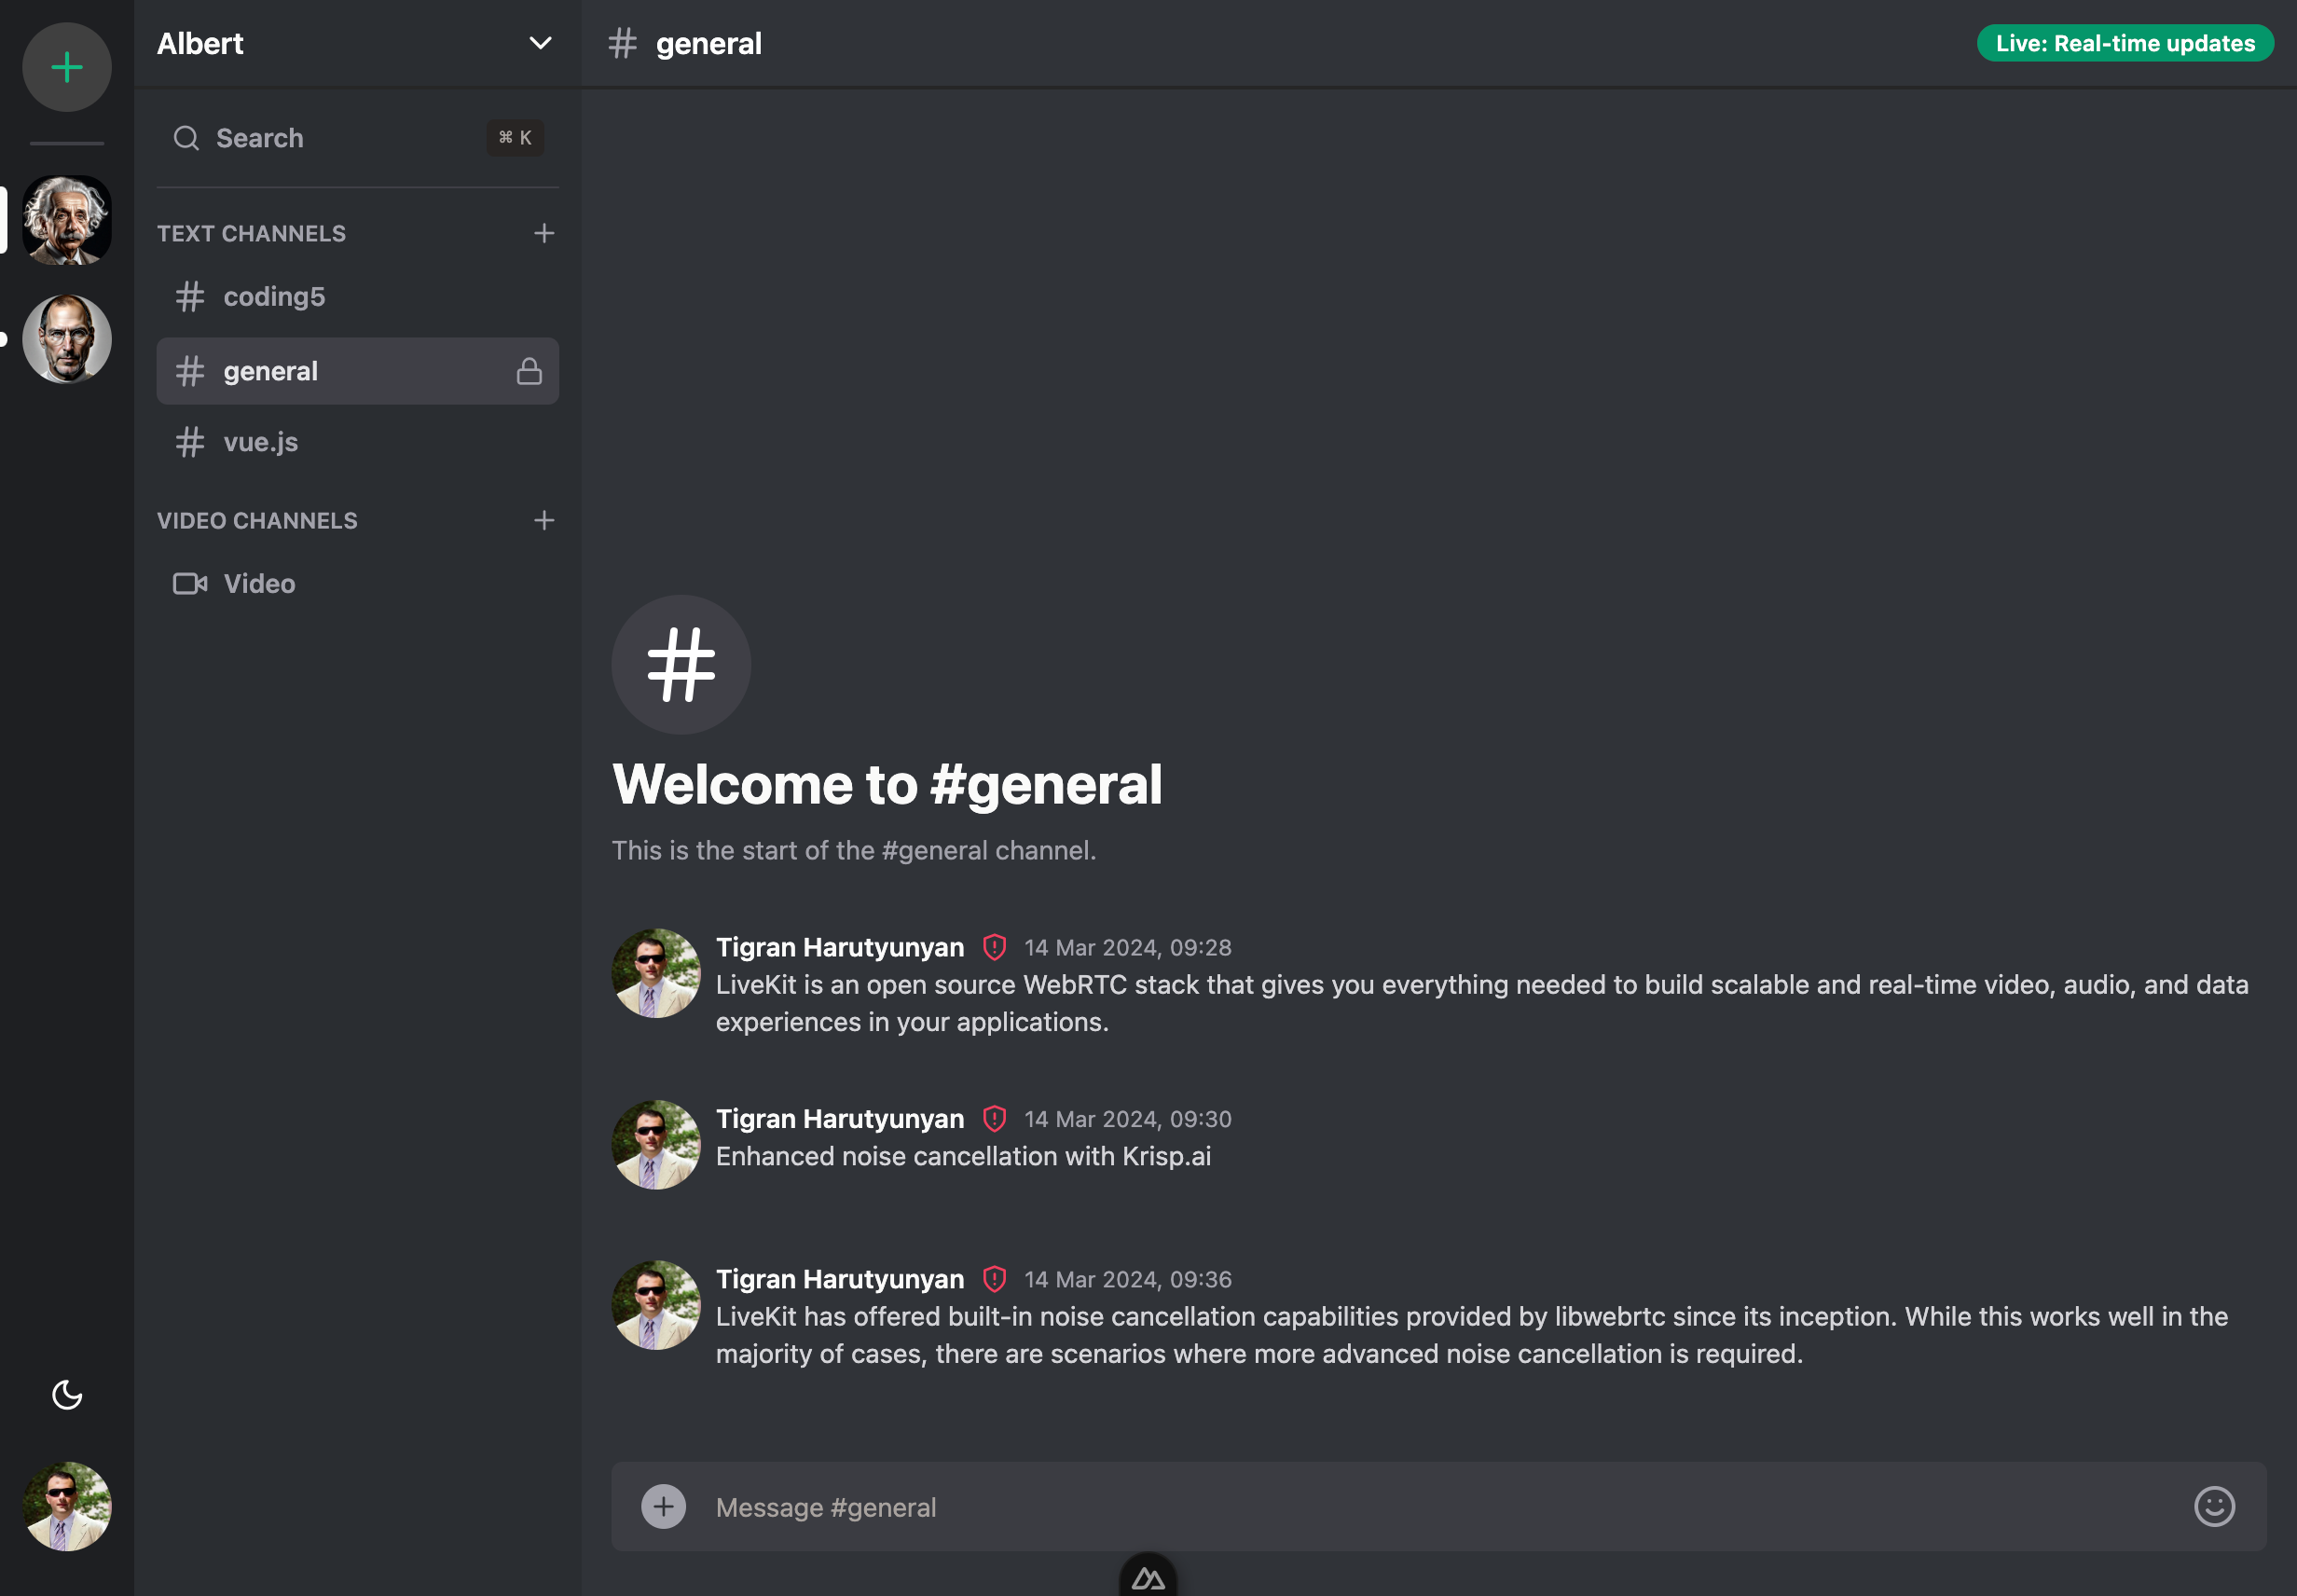 Albert
Search
⌘ K
TEXT CHANNELS
# coding5
# general
# vue.js
VIDEO CHANNELS
Video
# general
Live: Real-time updates
#
Welcome to #general
This is the start of the #general channel.
Tigran Harutyunyan 14 Mar 2024, 09:28
LiveKit is an open source WebRTC stack that gives you everything needed to build scalable and real-time video, audio, and data
experiences in your applications.
Tigran Harutyunyan 14 Mar 2024, 09:30
Enhanced noise cancellation with Krisp.ai
Tigran Harutyunyan 14 Mar 2024, 09:36
LiveKit has offered built-in noise cancellation capabilities provided by libwebrtc since its inception. While this works well in the
majority of cases, there are scenarios where more advanced noise cancellation is required.
Message #general